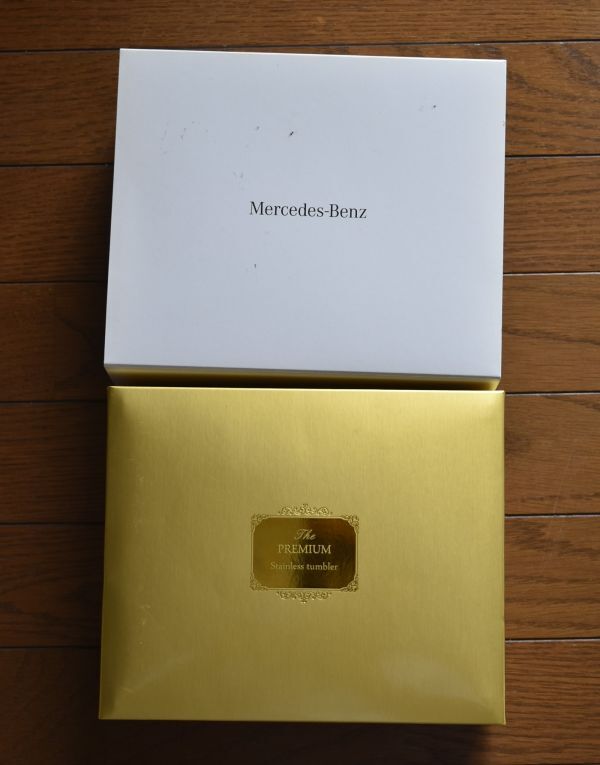 Mercedes-Benz
The
PREMIUM
Stainless tumbler